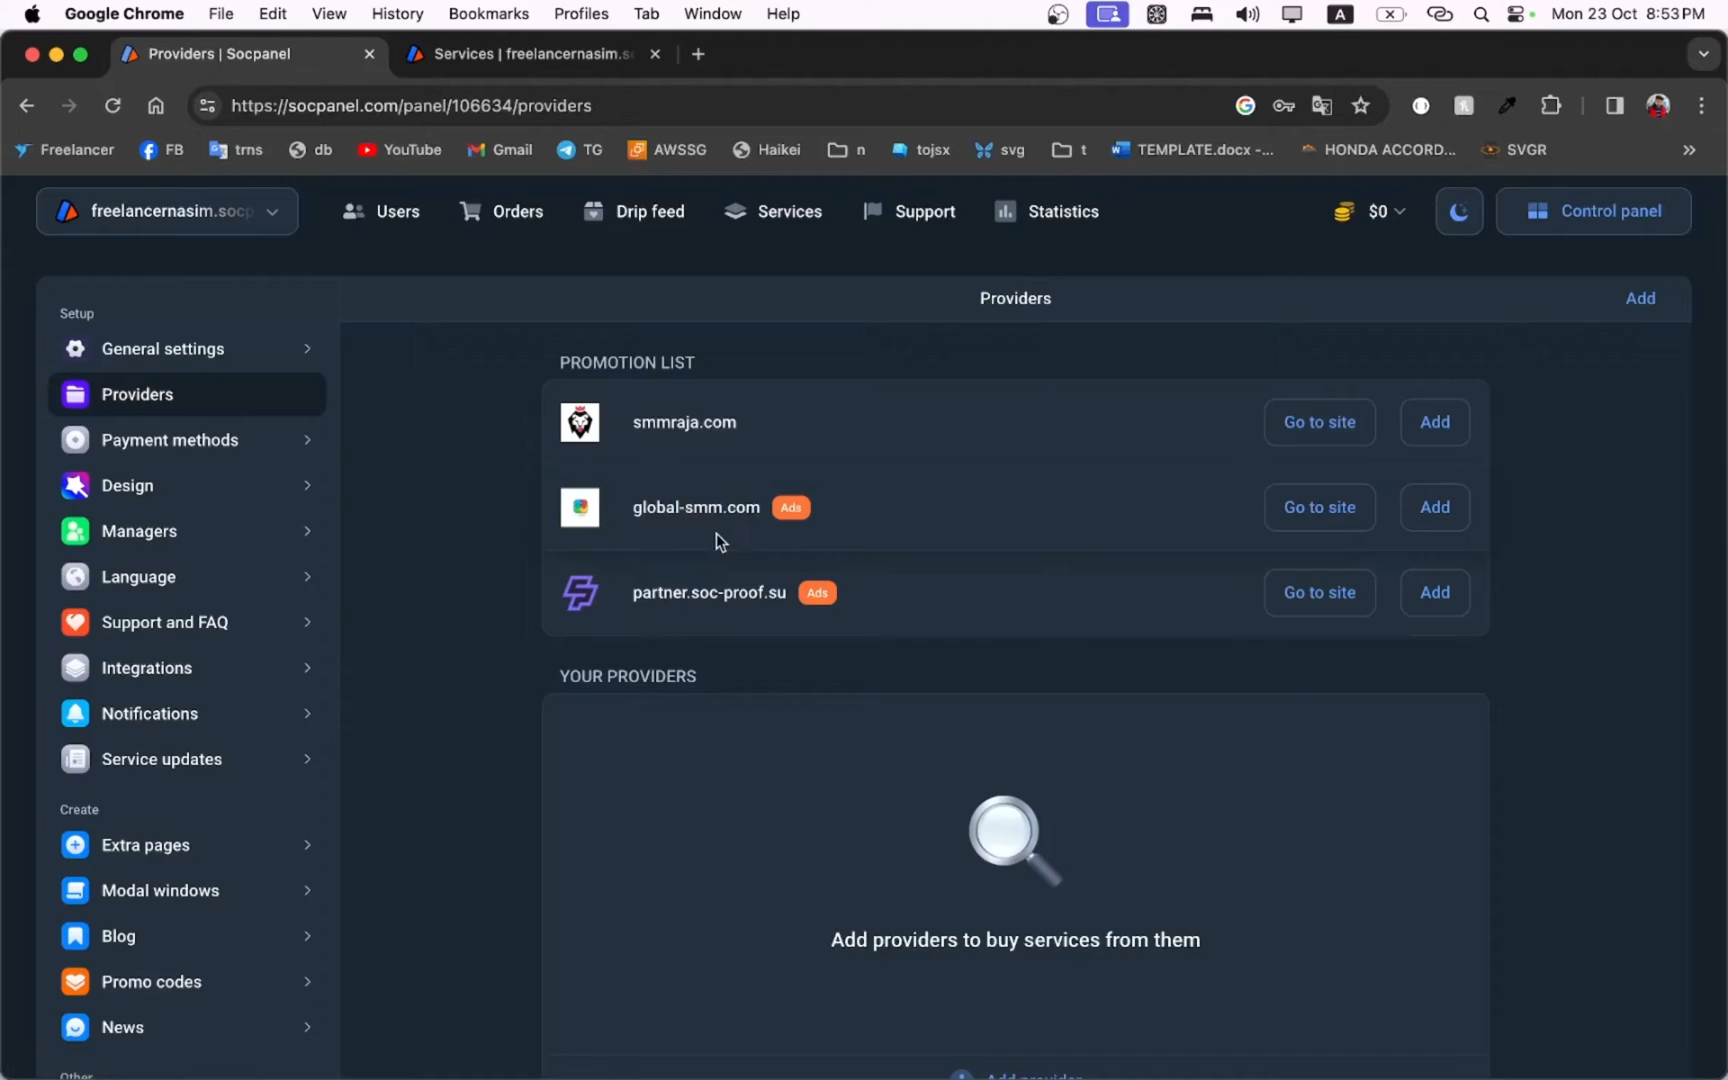 Google Chrome File Edit View History Bookmarks Profiles Tab Window Help A Mon 23 Oct 8:53 PM
Providers | Socpanel Services | freelancernasim.s
https://socpanel.com/panel/106634/providers
Freelancer FB trns db YouTube Gmail TG AWSSG Haikei n tojsx svg t TEMPLATE.docx -... HONDA ACCORD... SVGR »
freelancernasim.socp Users Orders Drip feed Services Support Statistics $0 Control panel
Setup
General settings
Providers
Payment methods
Design
Managers
Language
Support and FAQ
Integrations
Notifications
Service updates
Create
Extra pages
Modal windows
Blog
Promo codes
News
Other
Providers Add
PROMOTION LIST
smmraja.com Go to site Add
global-smm.com Ads Go to site Add
partner.soc-proof.su Ads Go to site Add
YOUR PROVIDERS
Add providers to buy services from them
Add provider